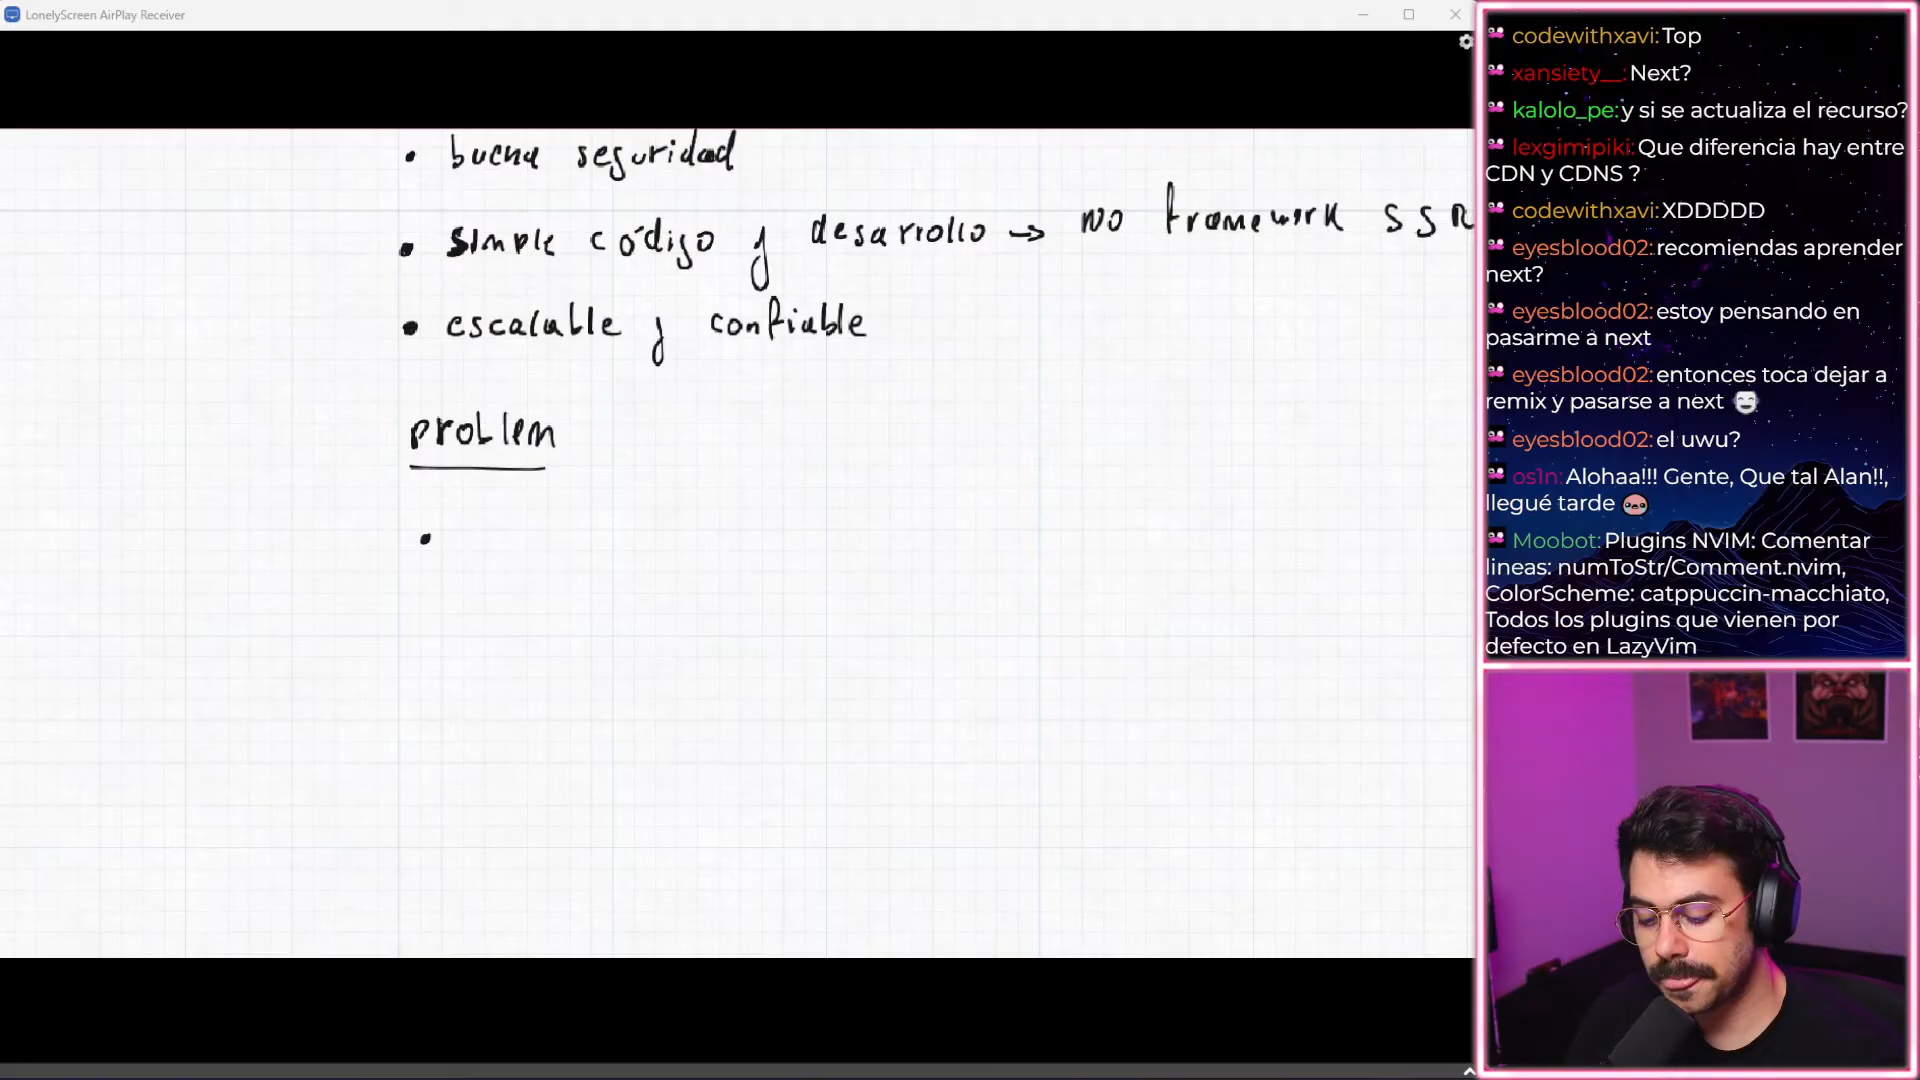 LonelyScreen AirPlay Receiver
• buena seguridad
• simple código y desarrollo → no framework SSR
• escalable y confiable
problem
•
codewithxavi: Top
xansiety__: Next?
kalolo_pe: y si se actualiza el recurso?
lexgimipiki: Que diferencia hay entre
CDN y CDNS ?
codewithxavi: XDDDDD
eyesblood02: recomiendas aprender
next?
eyesblood02: estoy pensando en
pasarme a next
eyesblood02: entonces toca dejar a
remix y pasarse a next
eyesblood02: el uwu?
os1n: Alohaa!!! Gente, Que tal Alan!!,
llegué tarde
Moobot: Plugins NVIM: Comentar
lineas: numToStr/Comment.nvim,
ColorScheme: catppuccin-macchiato,
Todos los plugins que vienen por
defecto en LazyVim